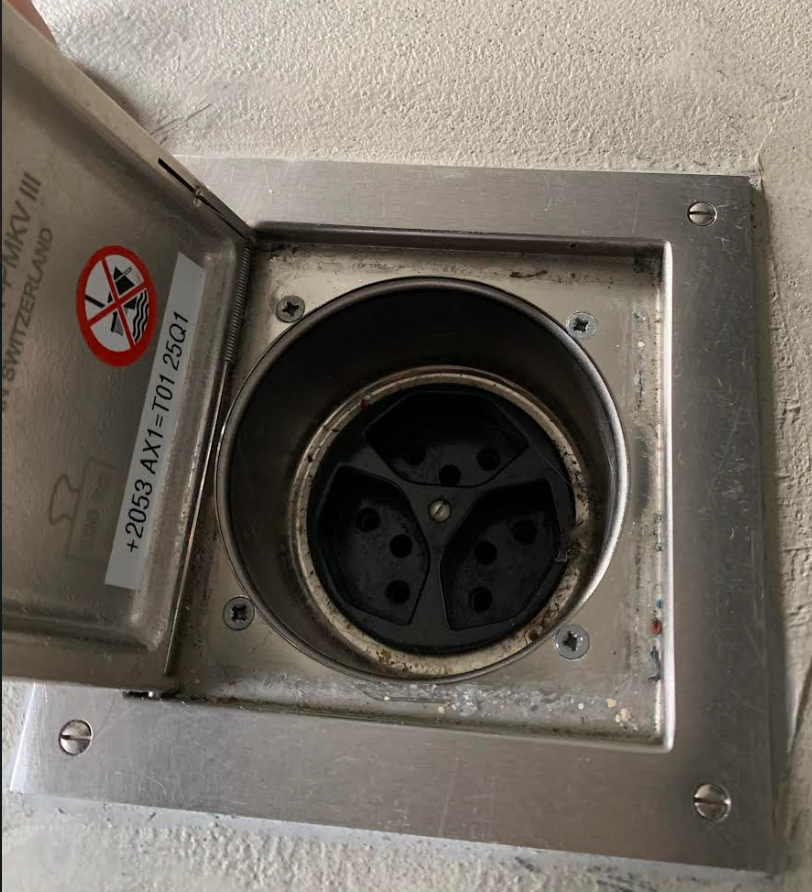 PMKV III
SWITZERLAND
+2053 AX1=T01 25Q1